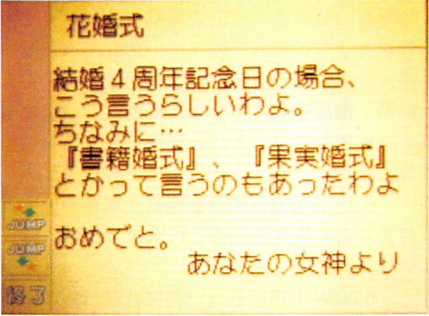 花婚式
結婚4周年記念日の場合、
こう言うらしいわよ。
ちなみに…
『書籍婚式』、『果実婚式』
とかって言うのもあったわよ
おめでと。
あなたの女神より
JUMP
JUMP
終了